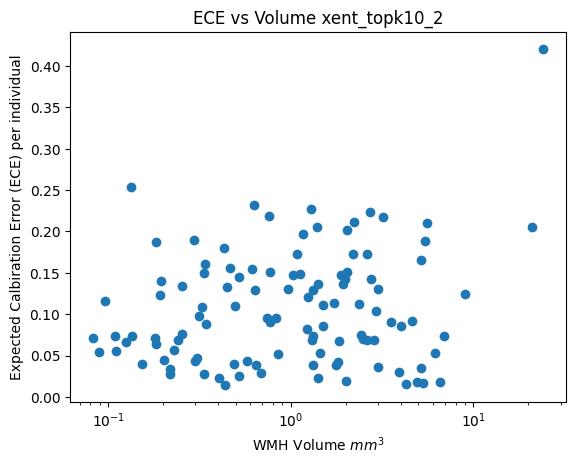 ECE vs Volume xent_topk10_2
Expected Calbiration Error (ECE) per individual
0.40
0.35
0.30
0.25
0.20
0.15
0.10
0.05
0.00
10⁻¹ 10⁰ 10¹
WMH Volume mm³